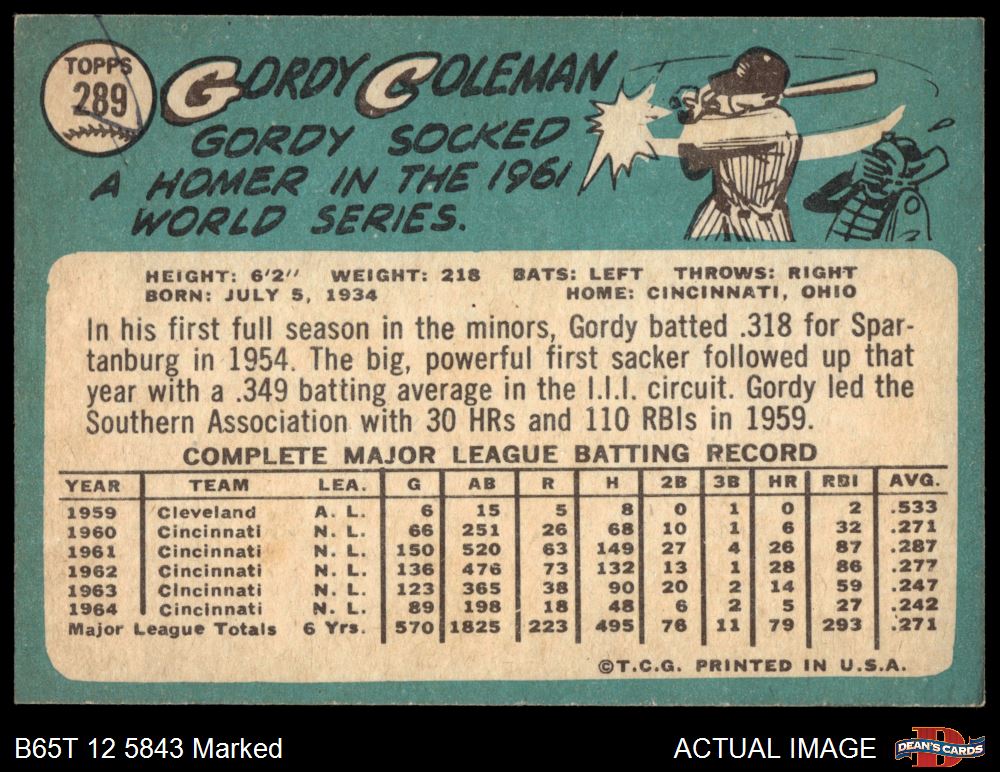 TOPPS
289
GORDY COLEMAN
GORDY SOCKED
A HOMER IN THE 1961
WORLD SERIES.
HEIGHT: 6'2" WEIGHT: 218 BATS: LEFT THROWS: RIGHT
BORN: JULY 5, 1934 HOME: CINCINNATI, OHIO
In his first full season in the minors, Gordy batted .318 for Spar-
tanburg in 1954. The big, powerful first sacker followed up that
year with a .349 batting average in the I.I.I. circuit. Gordy led the
Southern Association with 30 HRs and 110 RBIs in 1959.
COMPLETE MAJOR LEAGUE BATTING RECORD
YEAR TEAM LEA. G AB R H 2B 3B HR RBI AVG.
1959 Cleveland A. L. 6 15 5 8 0 1 0 2 .533
1960 Cincinnati N. L. 66 251 26 68 10 1 6 32 .271
1961 Cincinnati N. L. 150 520 63 149 27 4 26 87 .287
1962 Cincinnati N. L. 136 476 73 132 13 1 28 86 .277
1963 Cincinnati N. L. 123 365 38 90 20 2 14 59 .247
1964 Cincinnati N. L. 89 198 18 48 6 2 5 27 .242
Major League Totals 6 Yrs. 570 1825 223 495 76 11 79 293 .271
©T.C.G. PRINTED IN U.S.A.
B65T 12 5843 Marked
ACTUAL IMAGE
DEAN'S CARDS